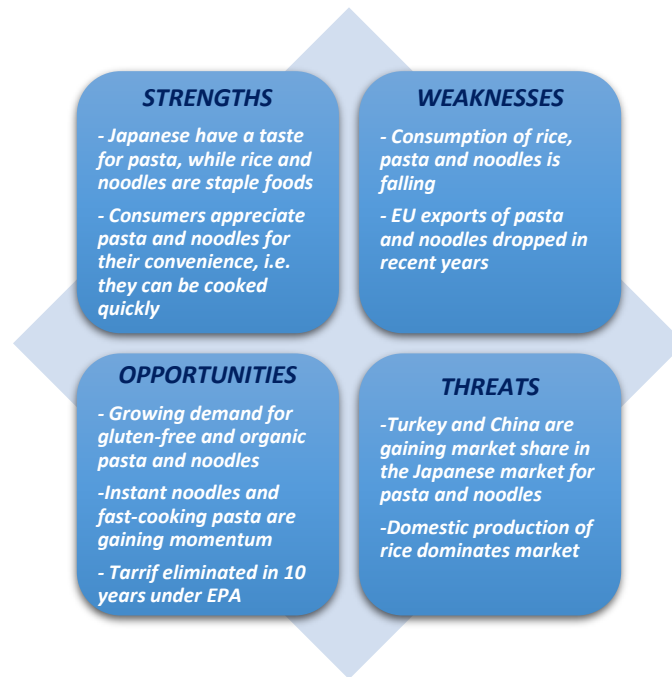 STRENGTHS
- Japanese have a taste
for pasta, while rice and
noodles are staple foods
- Consumers appreciate
pasta and noodles for
their convenience, i.e.
they can be cooked
quickly
WEAKNESSES
- Consumption of rice,
pasta and noodles is
falling
- EU exports of pasta
and noodles dropped in
recent years
OPPORTUNITIES
- Growing demand for
gluten-free and organic
pasta and noodles
-Instant noodles and
fast-cooking pasta are
gaining momentum
- Tarrif eliminated in 10
years under EPA
THREATS
-Turkey and China are
gaining market share in
the Japanese market for
pasta and noodles
-Domestic production of
rice dominates market